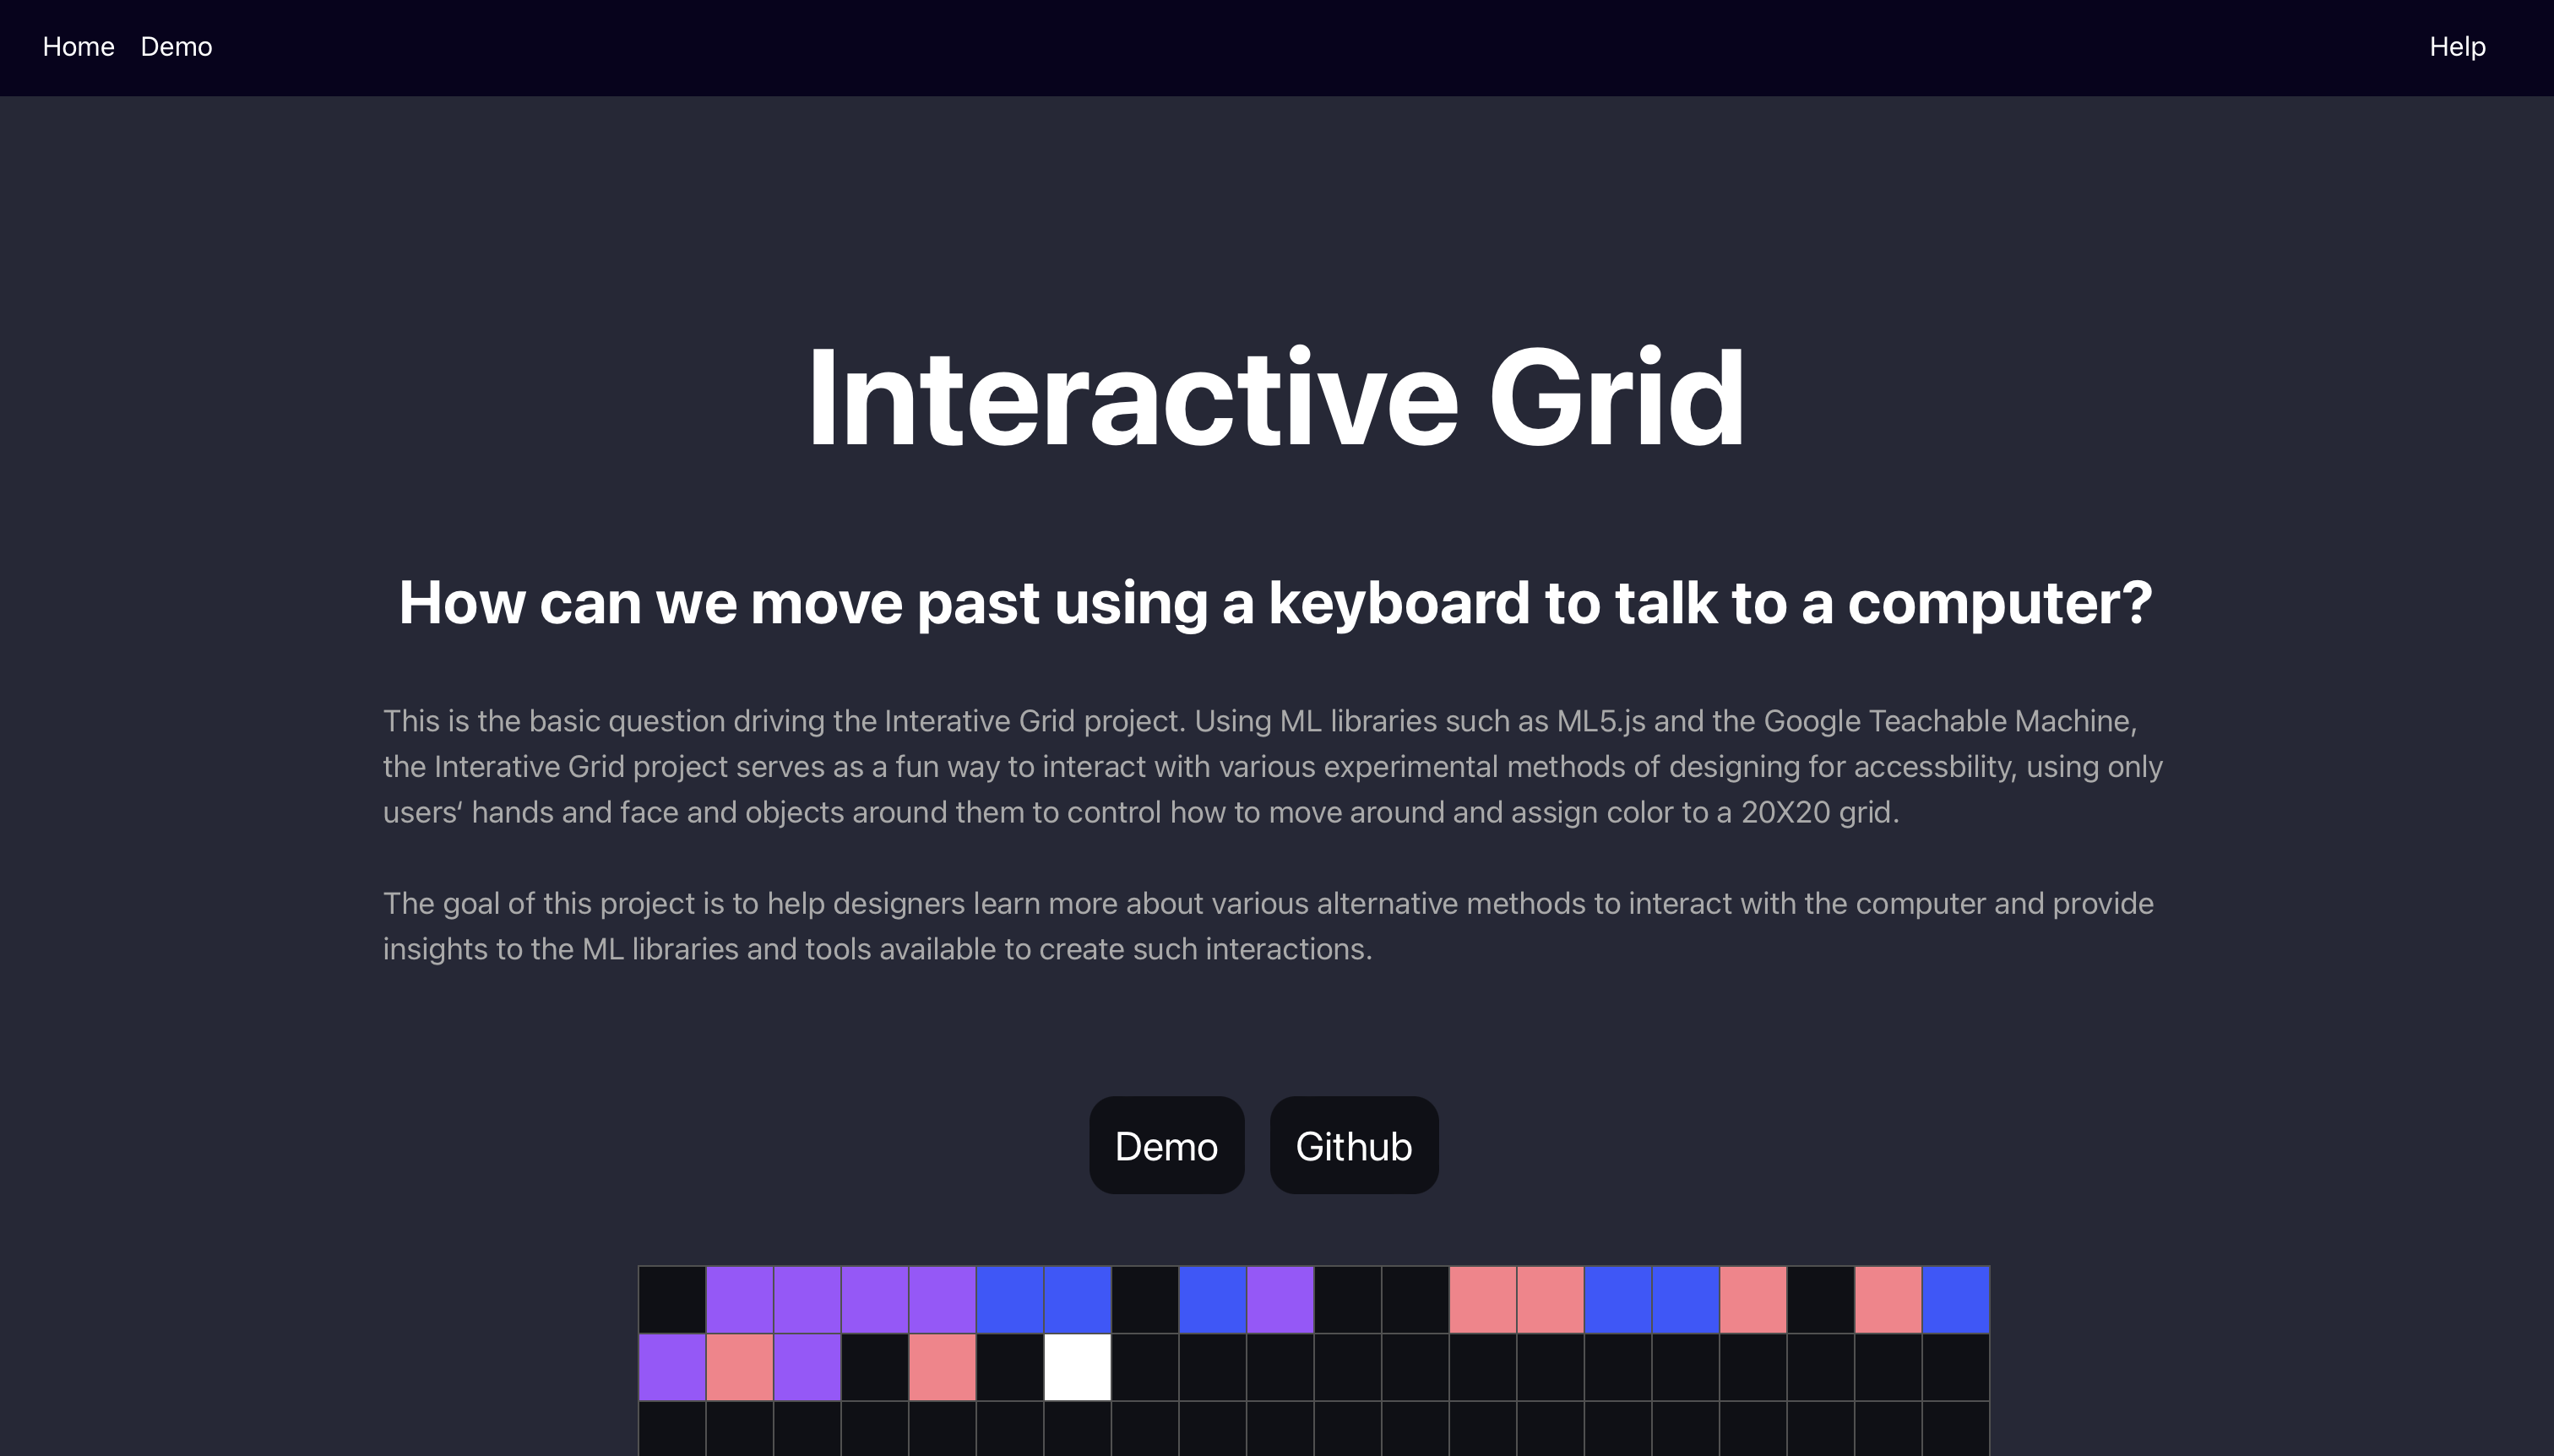 Home Demo Help
Interactive Grid
How can we move past using a keyboard to talk to a computer?
This is the basic question driving the Interative Grid project. Using ML libraries such as ML5.js and the Google Teachable Machine,
the Interative Grid project serves as a fun way to interact with various experimental methods of designing for accessbility, using only
users‘ hands and face and objects around them to control how to move around and assign color to a 20X20 grid.
The goal of this project is to help designers learn more about various alternative methods to interact with the computer and provide
insights to the ML libraries and tools available to create such interactions.
Demo Github